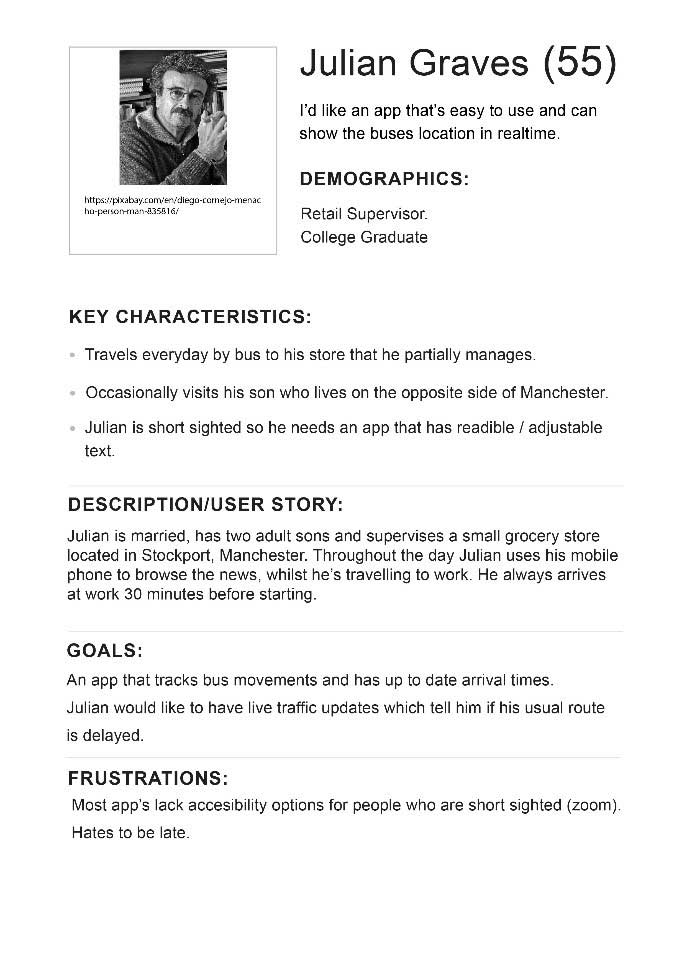 Julian Graves (55)
I'd like an app that's easy to use and can
show the buses location in realtime.
https://pixabay.com/en/diego-cornejo-menac
ho-person-man-835816/
DEMOGRAPHICS:
Retail Supervisor.
College Graduate
KEY CHARACTERISTICS:
• Travels everyday by bus to his store that he partially manages.
• Occasionally visits his son who lives on the opposite side of Manchester.
• Julian is short sighted so he needs an app that has readible / adjustable
text.
DESCRIPTION/USER STORY:
Julian is married, has two adult sons and supervises a small grocery store
located in Stockport, Manchester. Throughout the day Julian uses his mobile
phone to browse the news, whilst he's travelling to work. He always arrives
at work 30 minutes before starting.
GOALS:
An app that tracks bus movements and has up to date arrival times.
Julian would like to have live traffic updates which tell him if his usual route
is delayed.
FRUSTRATIONS:
Most app's lack accesibility options for people who are short sighted (zoom).
Hates to be late.